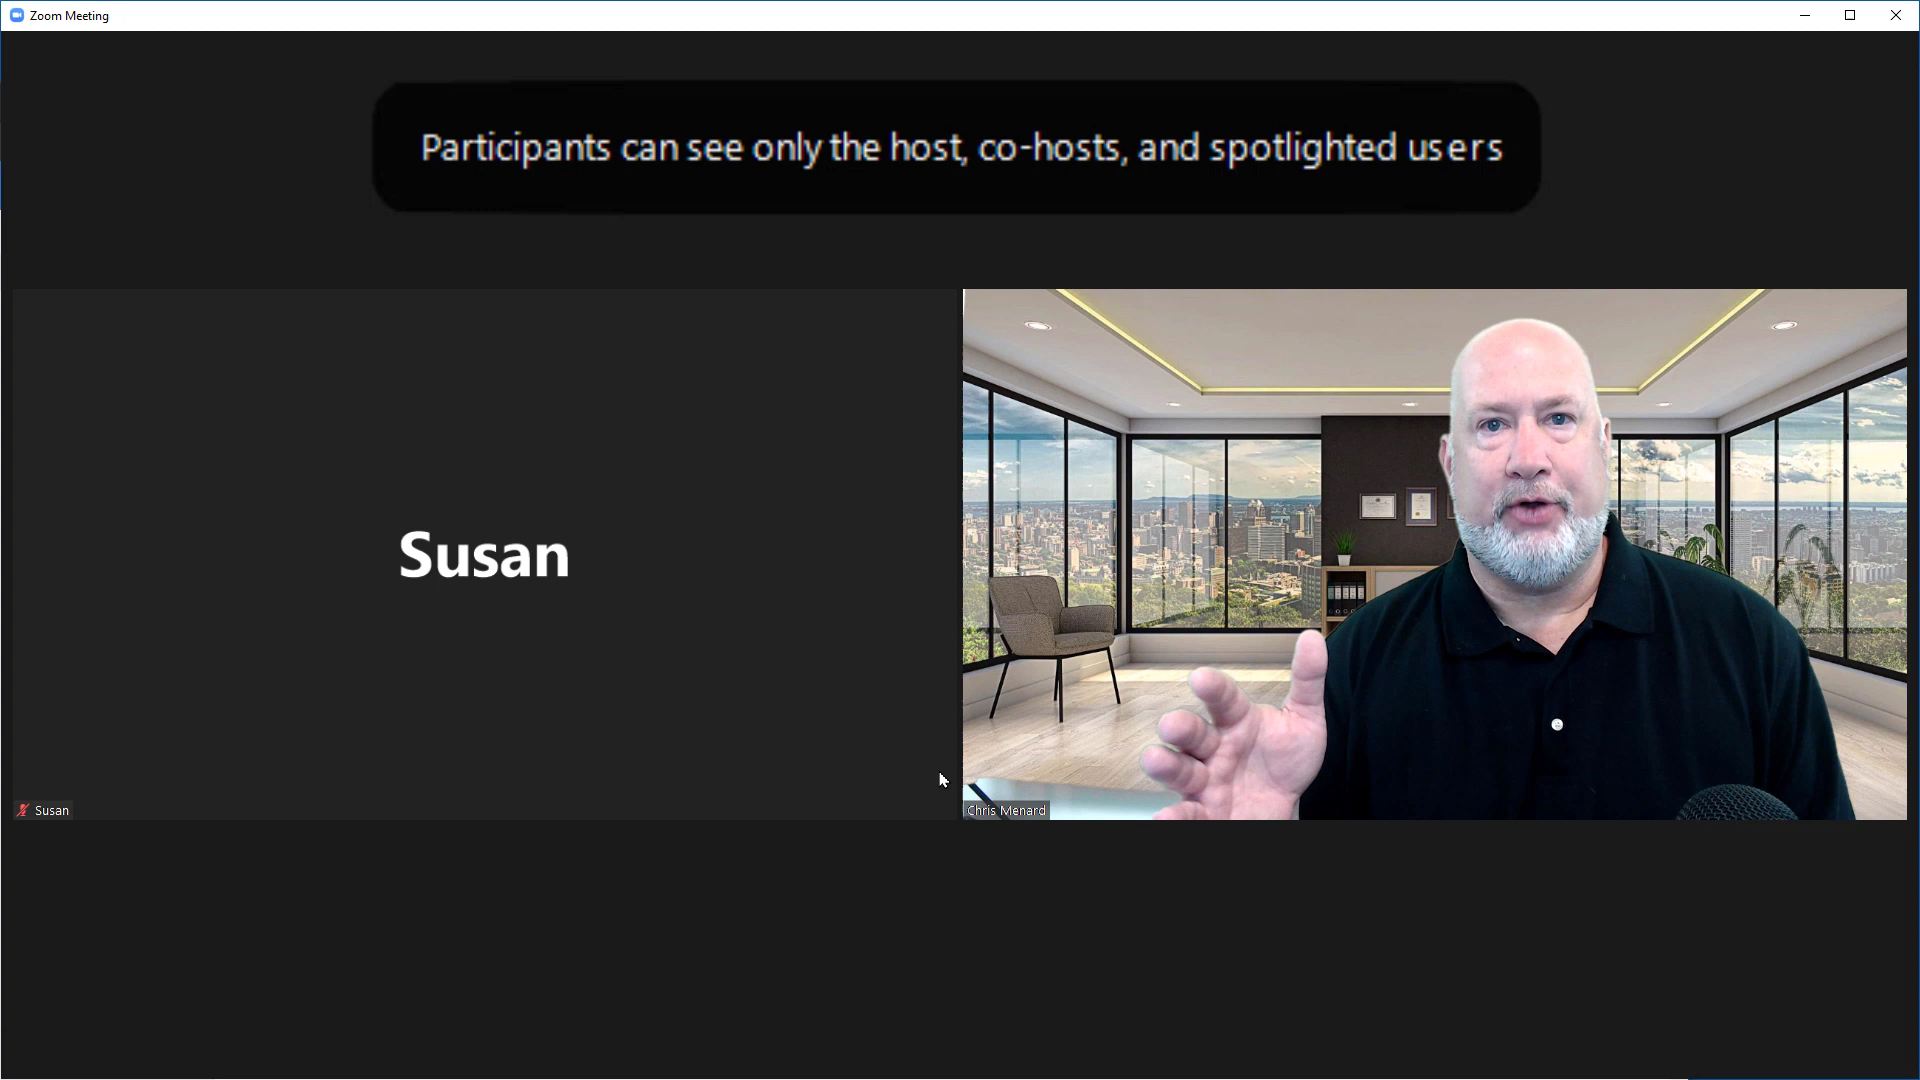 Zoom Meeting
Participants can see only the host, co-hosts, and spotlighted users
Susan
Susan
Chris Menard